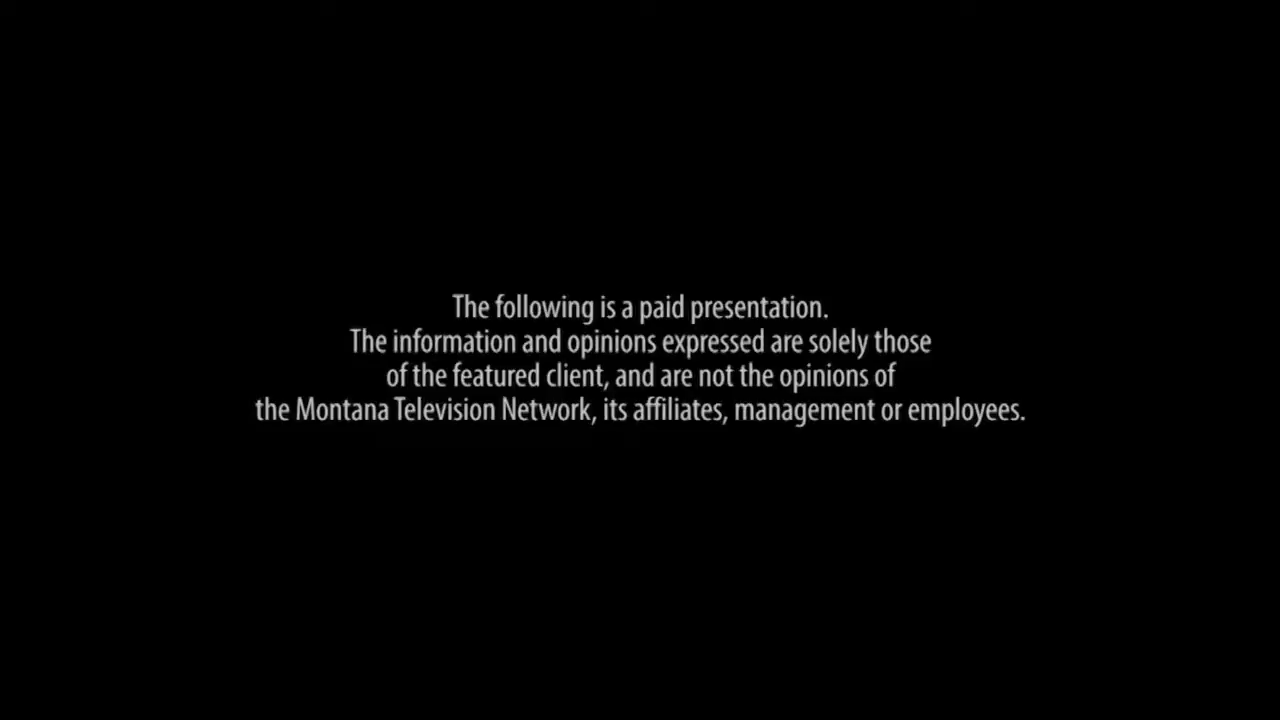 The following is a paid presentation.
The information and opinions expressed are solely those
of the featured client, and are not the opinions of
the Montana Television Network, its affiliates, management or employees.